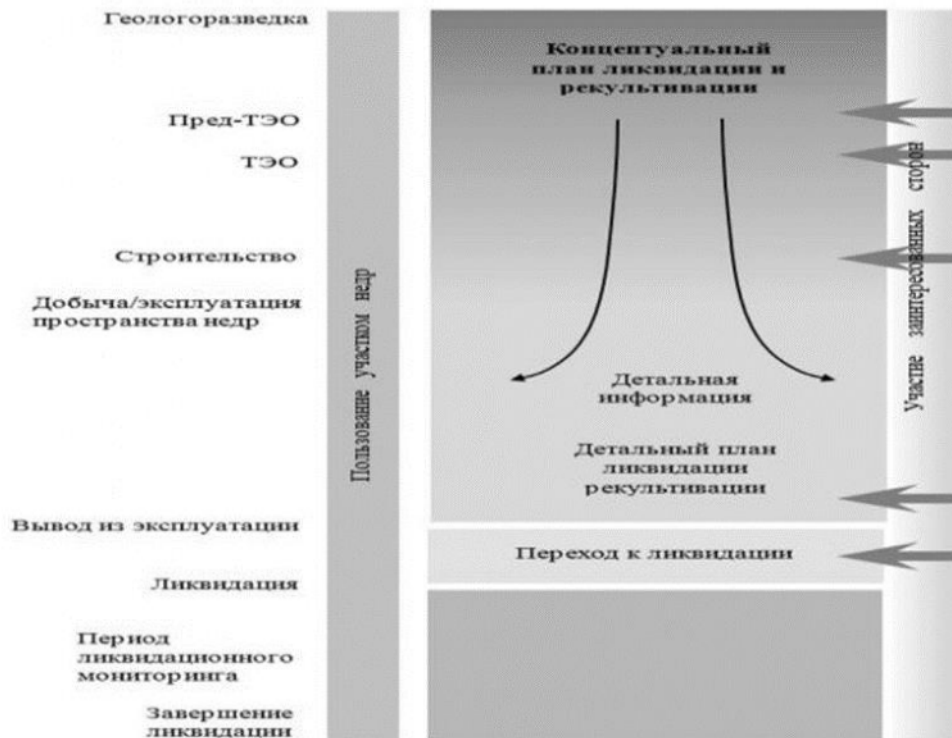 Геологоразведка
Пред-ТЭО
ТЭО
Строительство
Добыча/эксплуатация
пространства недр
Вывод из эксплуатации
Ликвидация
Период
ликвидационного
мониторинга
Завершение
ликвидации
Пользование участком недр
Концептуальный
план ликвидации и
рекультивации
Детальная
информация
Детальный план
ликвидации
рекультивации
Переход к ликвидации
Участие заинтересованных сторон